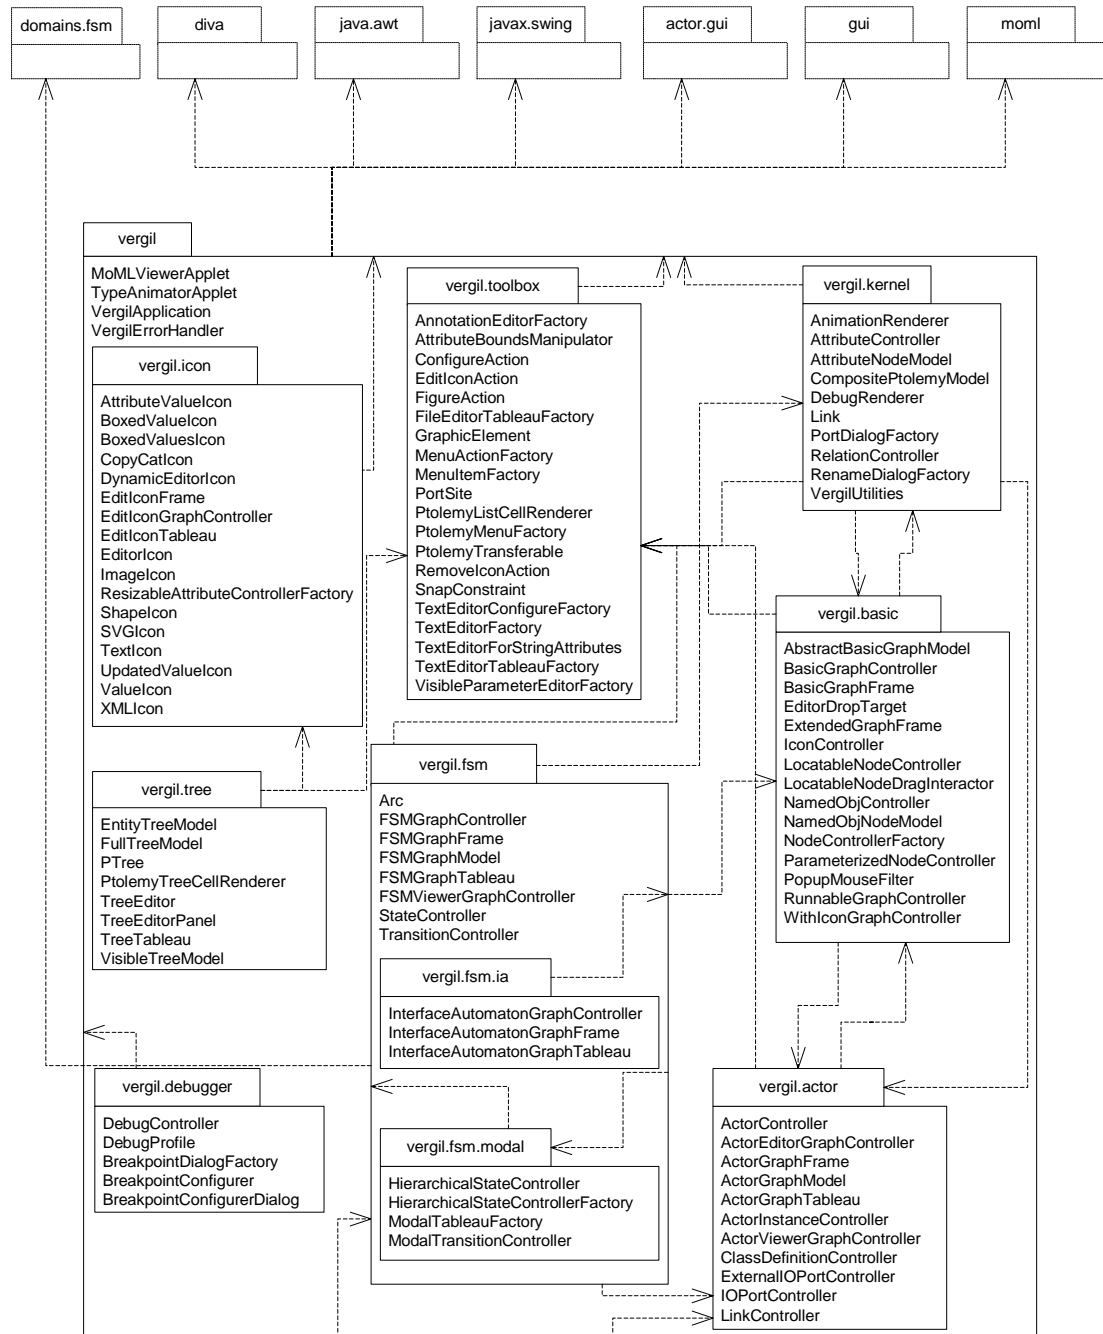 domains.fsm
diva
java.awt
javax.swing
actor.gui
gui
moml
vergil
MoMLViewerApplet
TypeAnimatorApplet
VergilApplication
VergilErrorHandler
vergil.icon
AttributeValueIcon
BoxedValueIcon
BoxedValuesIcon
CopyCatIcon
DynamicEditorIcon
EditIconFrame
EditIconGraphController
EditIconTableau
EditorIcon
ImageIcon
ResizableAttributeControllerFactory
ShapeIcon
SVGIcon
TextIcon
UpdatedValueIcon
ValueIcon
XMLIcon
vergil.toolbox
AnnotationEditorFactory
AttributeBoundsManipulator
ConfigureAction
EditIconAction
FigureAction
FileEditorTableauFactory
GraphicElement
MenuActionFactory
MenuItemFactory
PortSite
PtolemyListCellRenderer
PtolemyMenuFactory
PtolemyTransferable
RemoveIconAction
SnapConstraint
TextEditorConfigureFactory
TextEditorFactory
TextEditorForStringAttributes
TextEditorTableauFactory
VisibleParameterEditorFactory
vergil.kernel
AnimationRenderer
AttributeController
AttributeNodeModel
CompositePtolemyModel
DebugRenderer
Link
PortDialogFactory
RelationController
RenameDialogFactory
VergilUtilities
vergil.basic
AbstractBasicGraphModel
BasicGraphController
BasicGraphFrame
EditorDropTarget
ExtendedGraphFrame
IconController
LocatableNodeController
LocatableNodeDragInteractor
NamedObjController
NamedObjNodeModel
NodeControllerFactory
ParameterizedNodeController
PopupMouseFilter
RunnableGraphController
WithIconGraphController
vergil.tree
EntityTreeModel
FullTreeModel
PTree
PtolemyTreeCellRenderer
TreeEditor
TreeEditorPanel
TreeTableau
VisibleTreeModel
vergil.fsm
Arc
FSMGraphController
FSMGraphFrame
FSMGraphModel
FSMGraphTableau
FSMViewerGraphController
StateController
TransitionController
vergil.fsm.ia
InterfaceAutomatonGraphController
InterfaceAutomatonGraphFrame
InterfaceAutomatonGraphTableau
vergil.debugger
DebugController
DebugProfile
BreakpointDialogFactory
BreakpointConfigurer
BreakpointConfigurerDialog
vergil.fsm.modal
HierarchicalStateController
HierarchicalStateControllerFactory
ModalTableauFactory
ModalTransitionController
vergil.actor
ActorController
ActorEditorGraphController
ActorGraphFrame
ActorGraphModel
ActorGraphTableau
ActorInstanceController
ActorViewerGraphController
ClassDefinitionController
ExternalIOPortController
IOPortController
LinkController